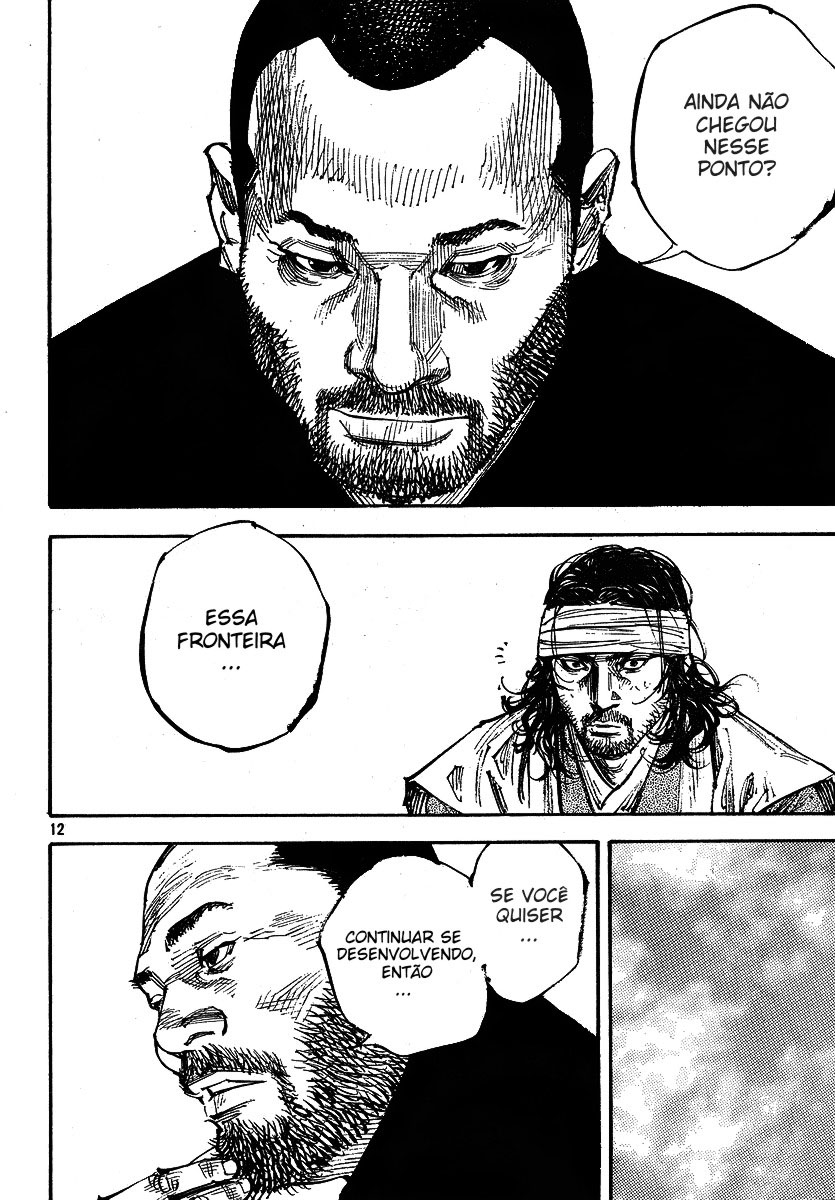 AINDA NÃO
CHEGOU
NESSE
PONTO?
ESSA
FRONTEIRA
...
12
SE VOCÊ
QUISER
...
CONTINUAR SE
DESENVOLVENDO,
ENTÃO
...